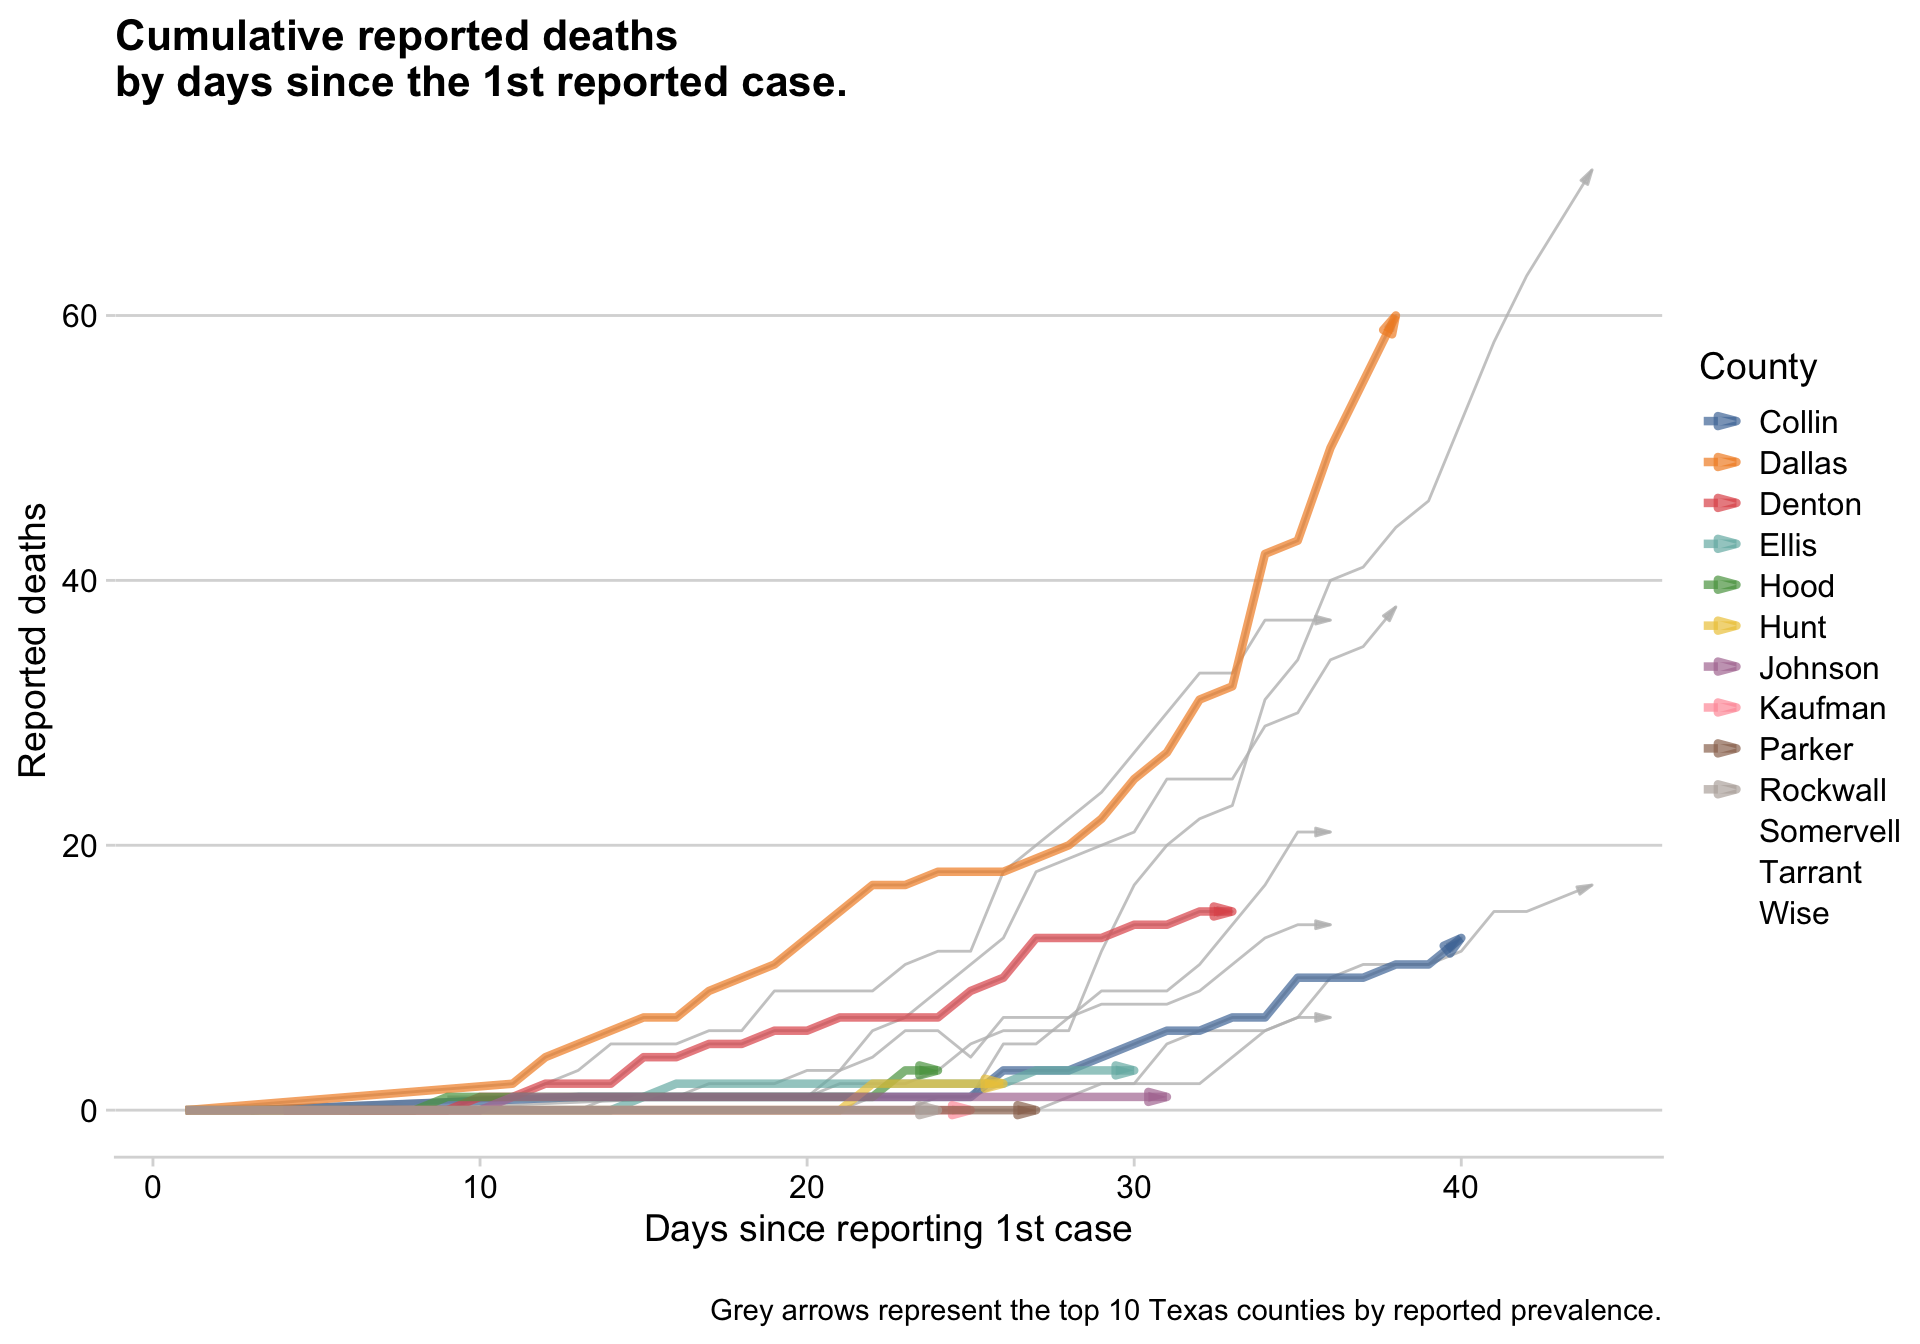 Cumulative reported deaths
by days since the 1st reported case.
Reported deaths
60
40
20
0
0
10
20
30
40
Days since reporting 1st case
County
Collin
Dallas
Denton
Ellis
Hood
Hunt
Johnson
Kaufman
Parker
Rockwall
Somervell
Tarrant
Wise
Grey arrows represent the top 10 Texas counties by reported prevalence.